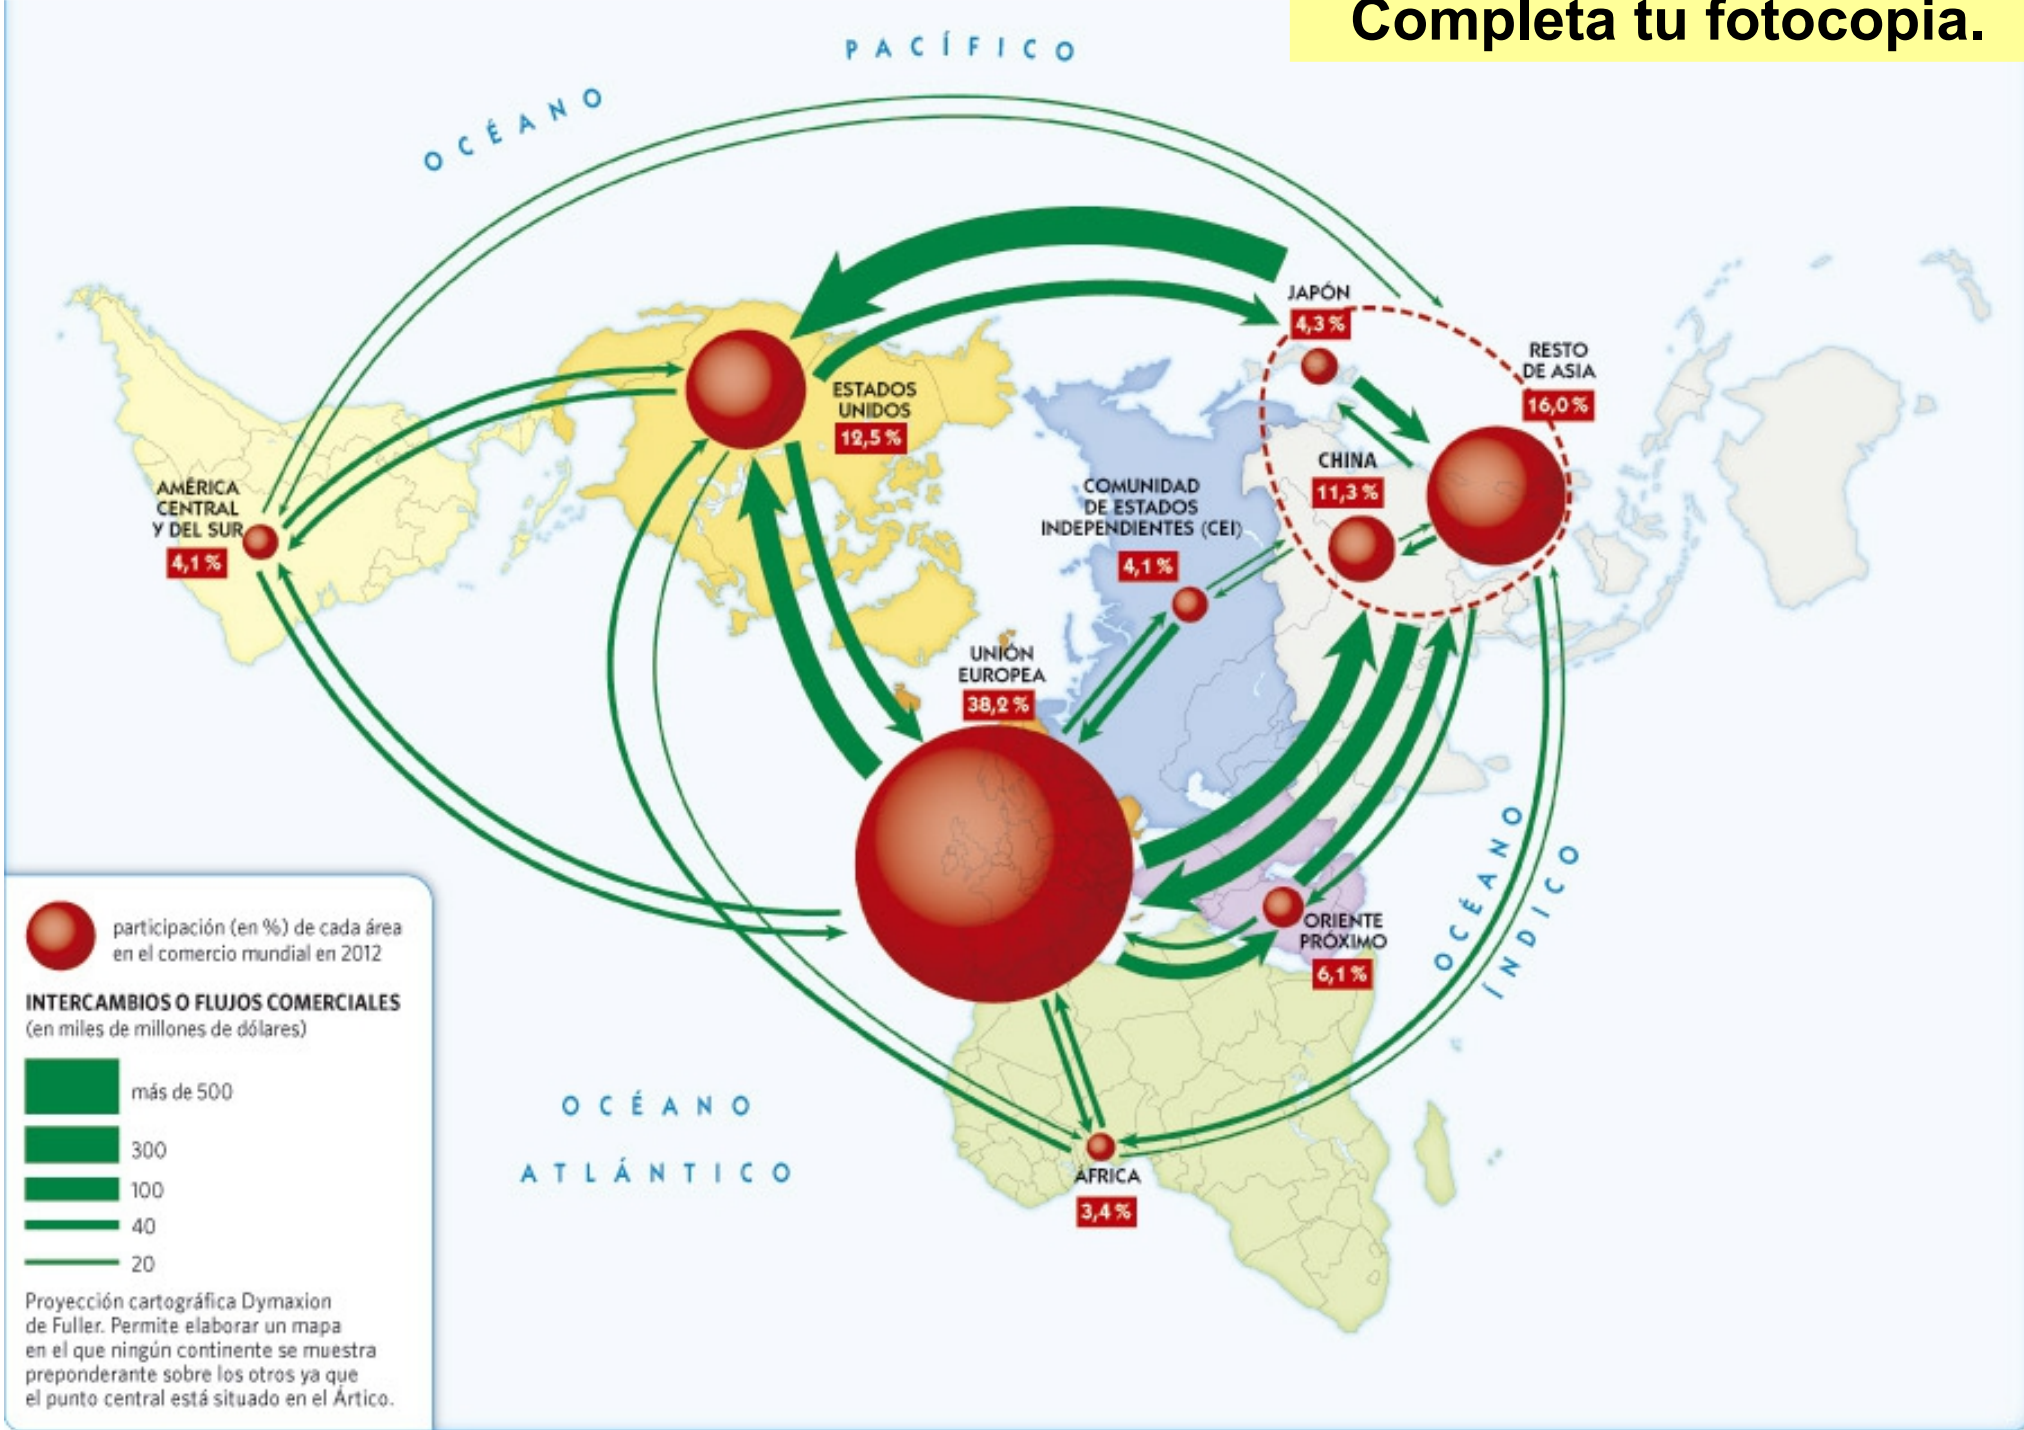 Completa tu fotocopia.
OCÉANO
PACÍFICO
JAPÓN
4,3 %
RESTO
DE ASIA
16,0 %
ESTADOS
UNIDOS
12,5 %
CHINA
11,3 %
AMÉRICA
CENTRAL
Y DEL SUR
4,1 %
COMUNIDAD
DE ESTADOS
INDEPENDIENTES (CEI)
4,1 %
UNIÓN
EUROPEA
38,2 %
OCÉANO
ÍNDICO
ORIENTE
PRÓXIMO
6,1 %
OCÉANO
ATLÁNTICO
ÁFRICA
3,4 %
participación (en %) de cada área
en el comercio mundial en 2012
INTERCAMBIOS O FLUJOS COMERCIALES
(en miles de millones de dólares)
más de 500
300
100
40
20
Proyección cartográfica Dymaxion
de Fuller. Permite elaborar un mapa
en el que ningún continente se muestra
preponderante sobre los otros ya que
el punto central está situado en el Ártico.